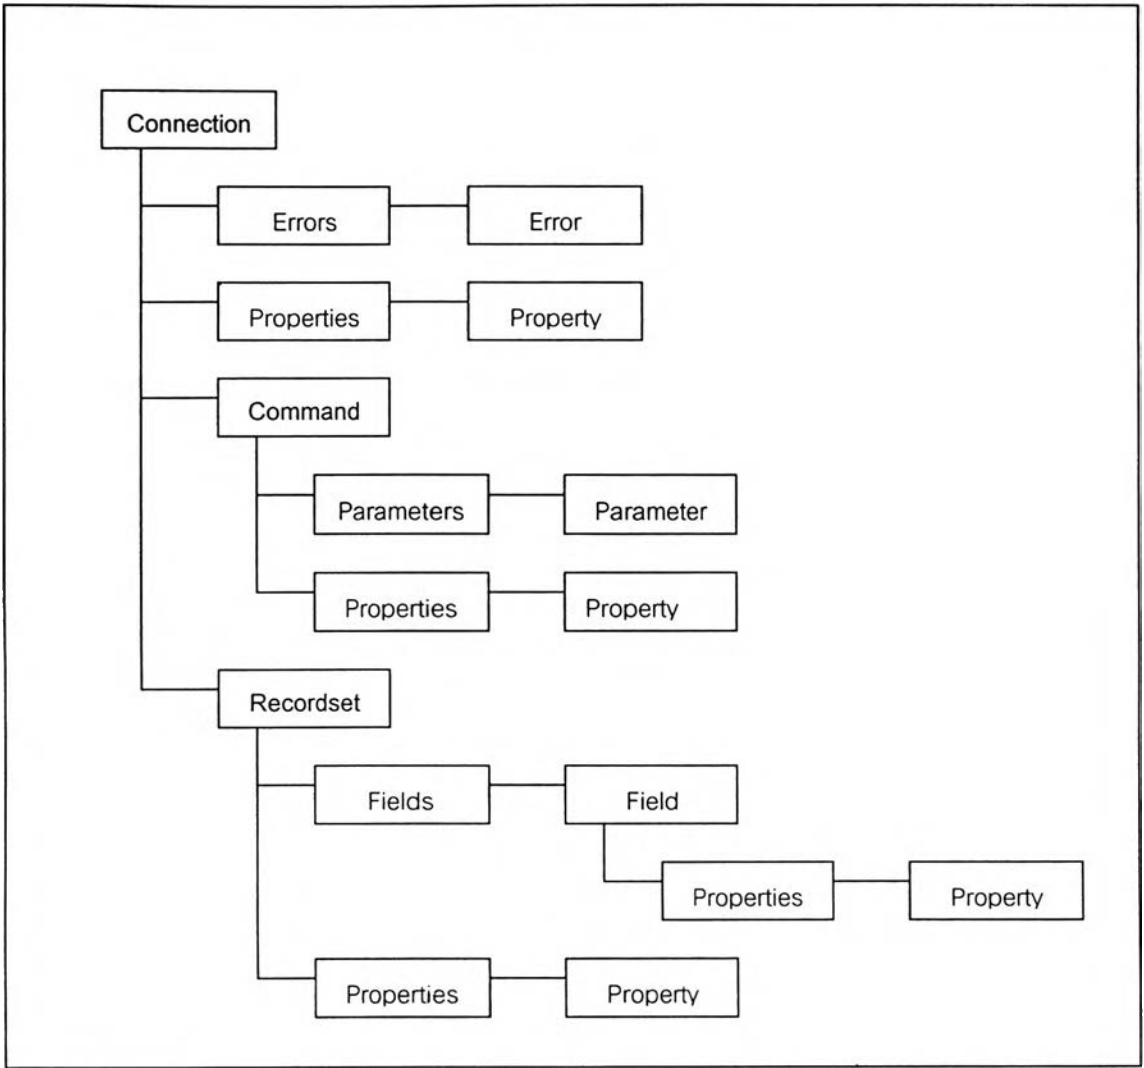 Connection
Errors
Error
Properties
Property
Command
Parameters
Parameter
Properties
Property
Recordset
Fields
Field
Properties
Property
Properties
Property